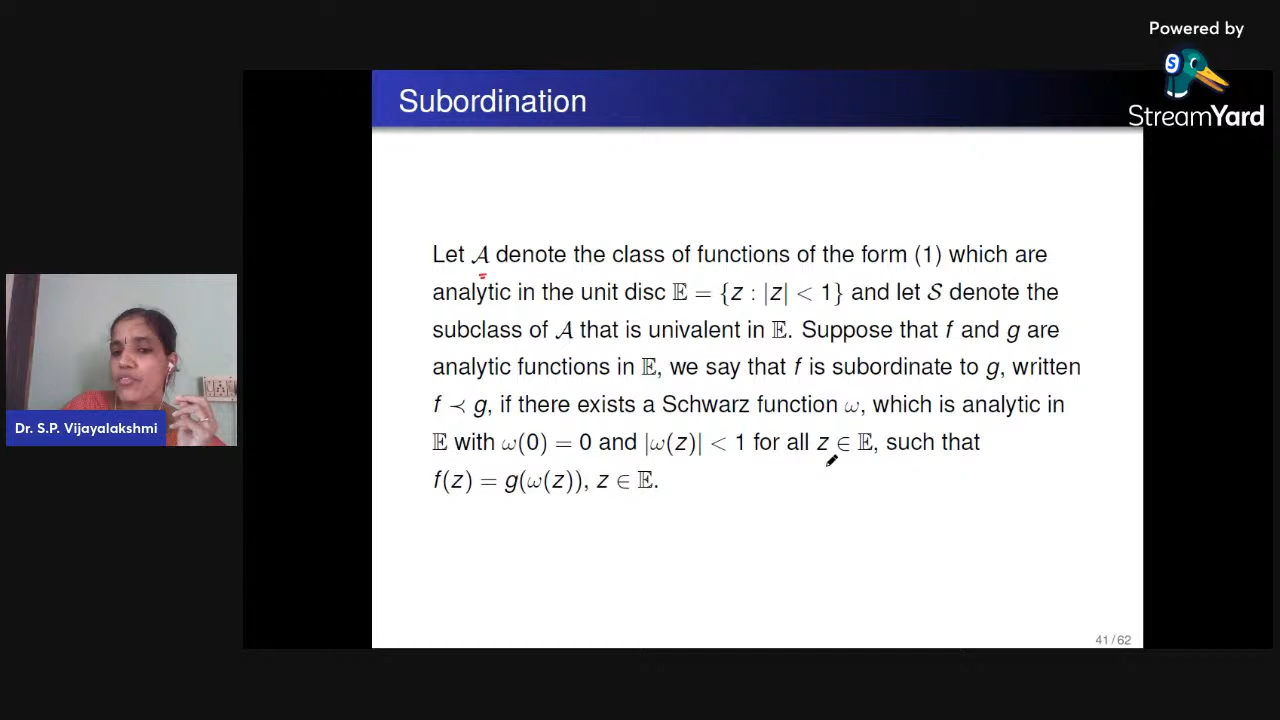 Powered by
StreamYard
Subordination
Let 𝒜 denote the class of functions of the form (1) which are
analytic in the unit disc 𝔼 = {z : |z| < 1} and let 𝒮 denote the
subclass of 𝒜 that is univalent in 𝔼. Suppose that f and g are
analytic functions in 𝔼, we say that f is subordinate to g, written
f ≺ g, if there exists a Schwarz function ω, which is analytic in
𝔼 with ω(0) = 0 and |ω(z)| < 1 for all z ∈ 𝔼, such that
f(z) = g(ω(z)), z ∈ 𝔼.
Dr. S.P. Vijayalakshmi
41 / 62